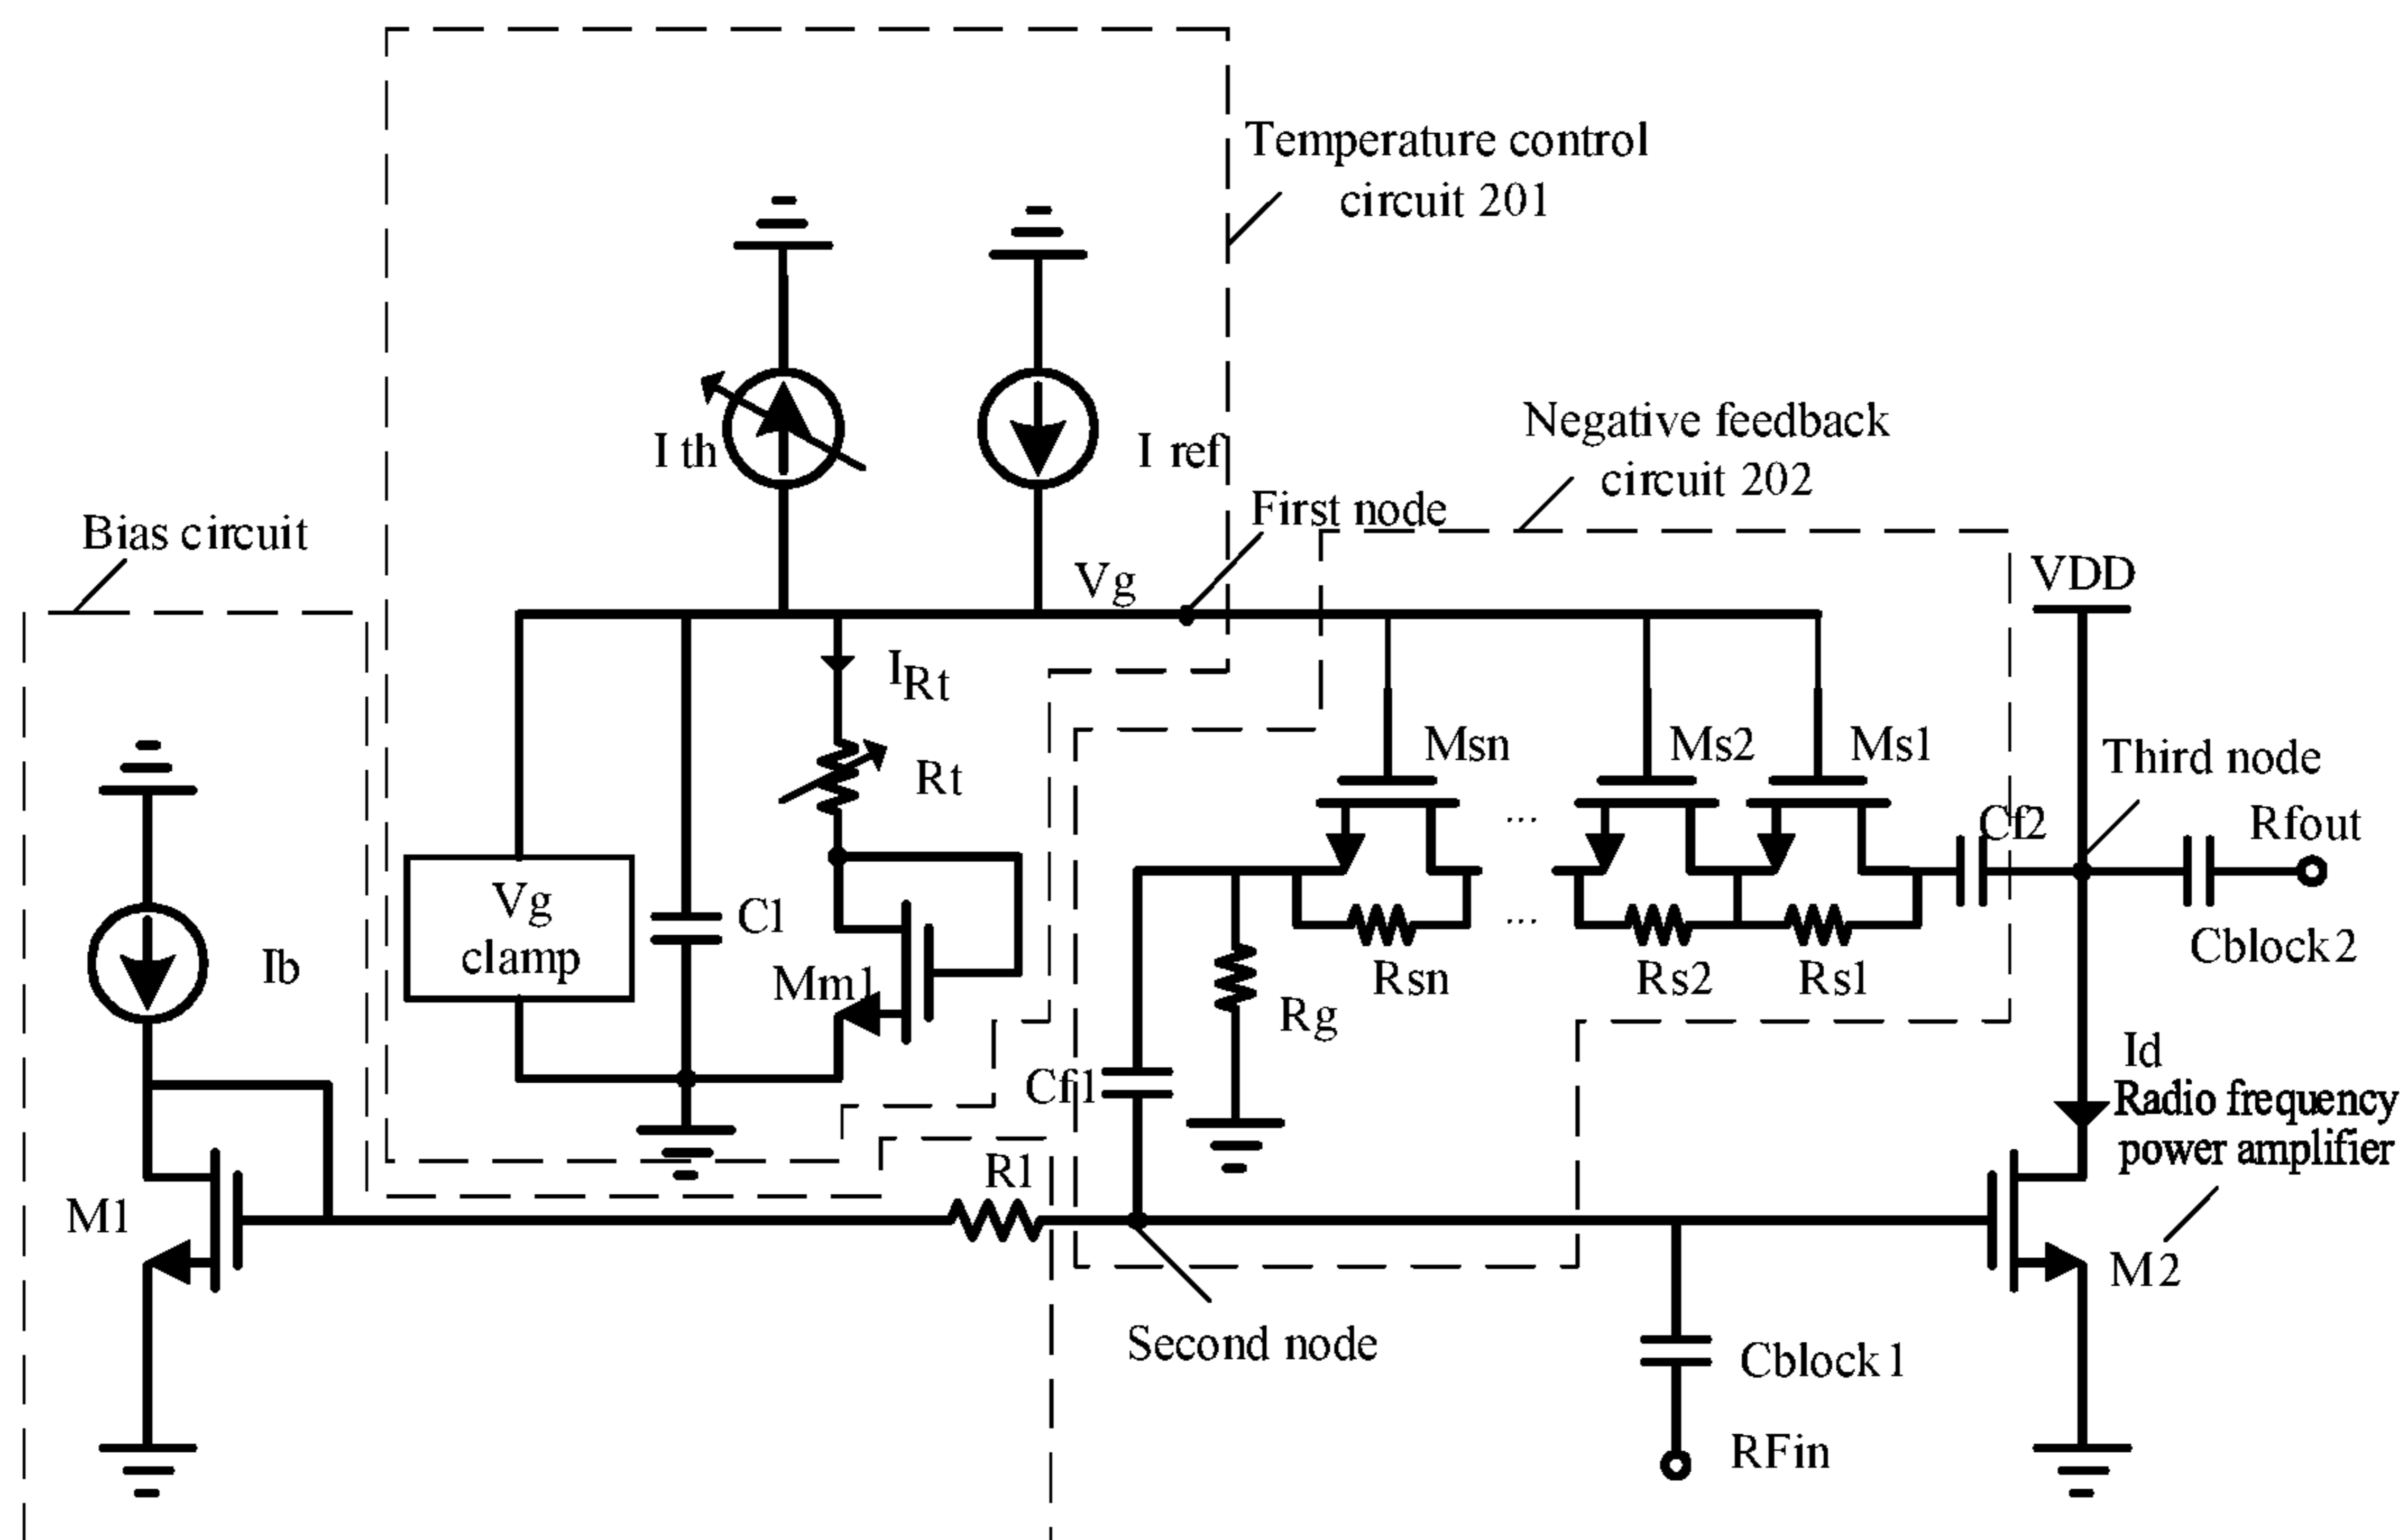 Temperature control
circuit 201
I th
I ref
Negative feedback
circuit 202
First node
Bias circuit
Vg
VDD
IRt
Msn
Ms2
Ms1
Third node
Rt
...
Cf2
Rfout
Vg
clamp
C1
Ib
Mm1
...
Rsn
Rs2
Rs1
Cblock2
Rg
Id
Cf1
Radio frequency
power amplifier
R1
M1
M2
Second node
Cblock1
RFin